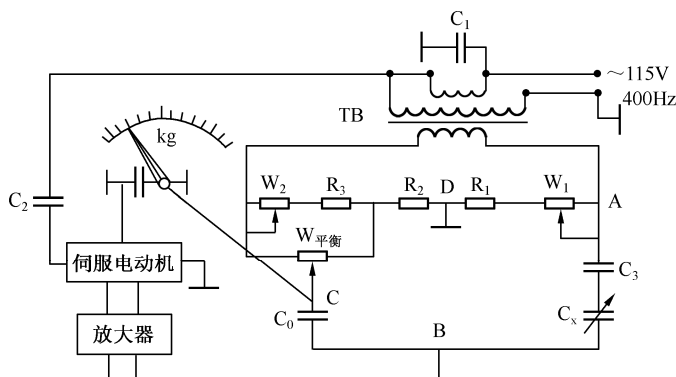 C₁
～115V
400Hz
TB
kg
C₂
W₂
R₃
R₂
D
R₁
W₁
A
W平衡
伺服电动机
C
C₃
C₀
Cₓ
B
放大器